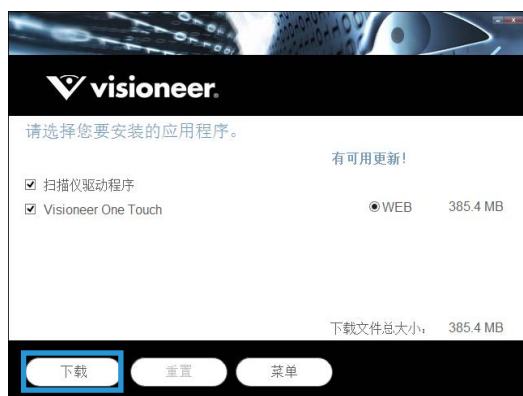 visioneer.
请选择您要安装的应用程序。
有可用更新!
扫描仪驱动程序
Visioneer One Touch WEB 385.4 MB
下载文件总大小: 385.4 MB
下载 重置 菜单